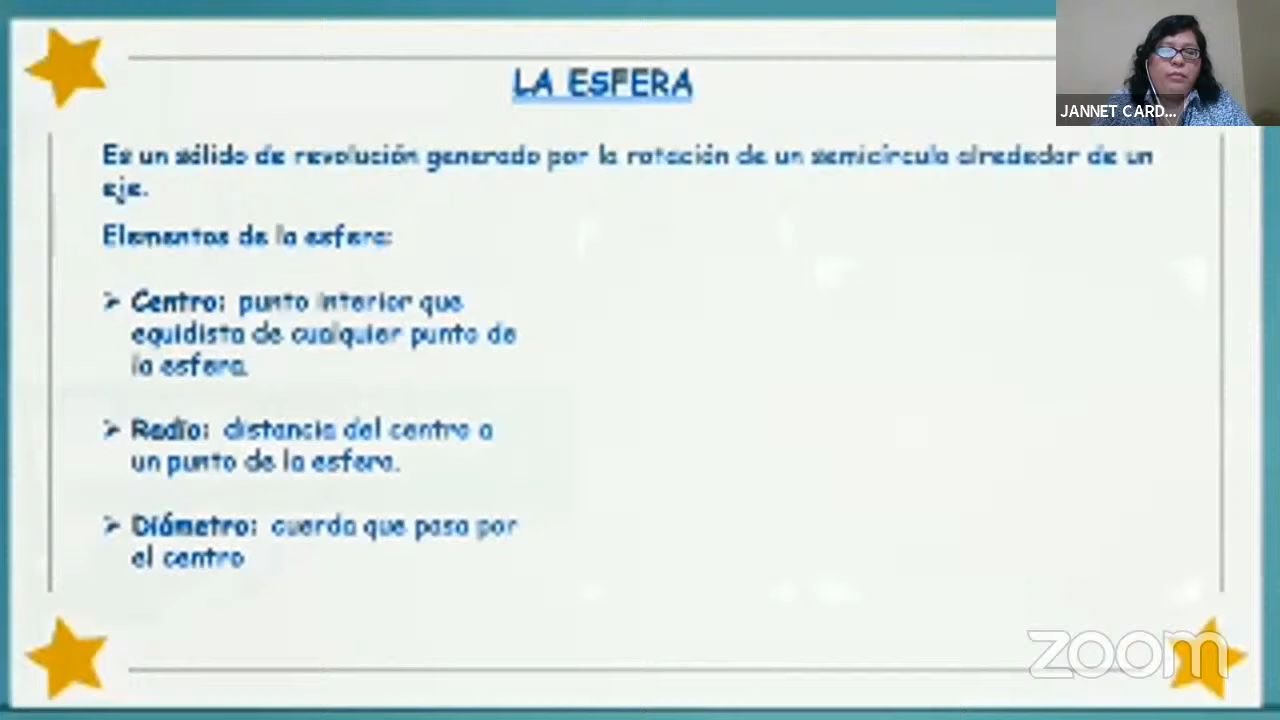 LA ESFERA
JANNET CARD...
Es un sólido de revolución generado por la rotación de un semicírculo alrededor de un
eje.
Elementos de la esfera:
➢ Centro: punto interior que
equidista de cualquier punto de
la esfera.
➢ Radio: distancia del centro a
un punto de la esfera.
➢ Diámetro: cuerda que pasa por
el centro
zoom